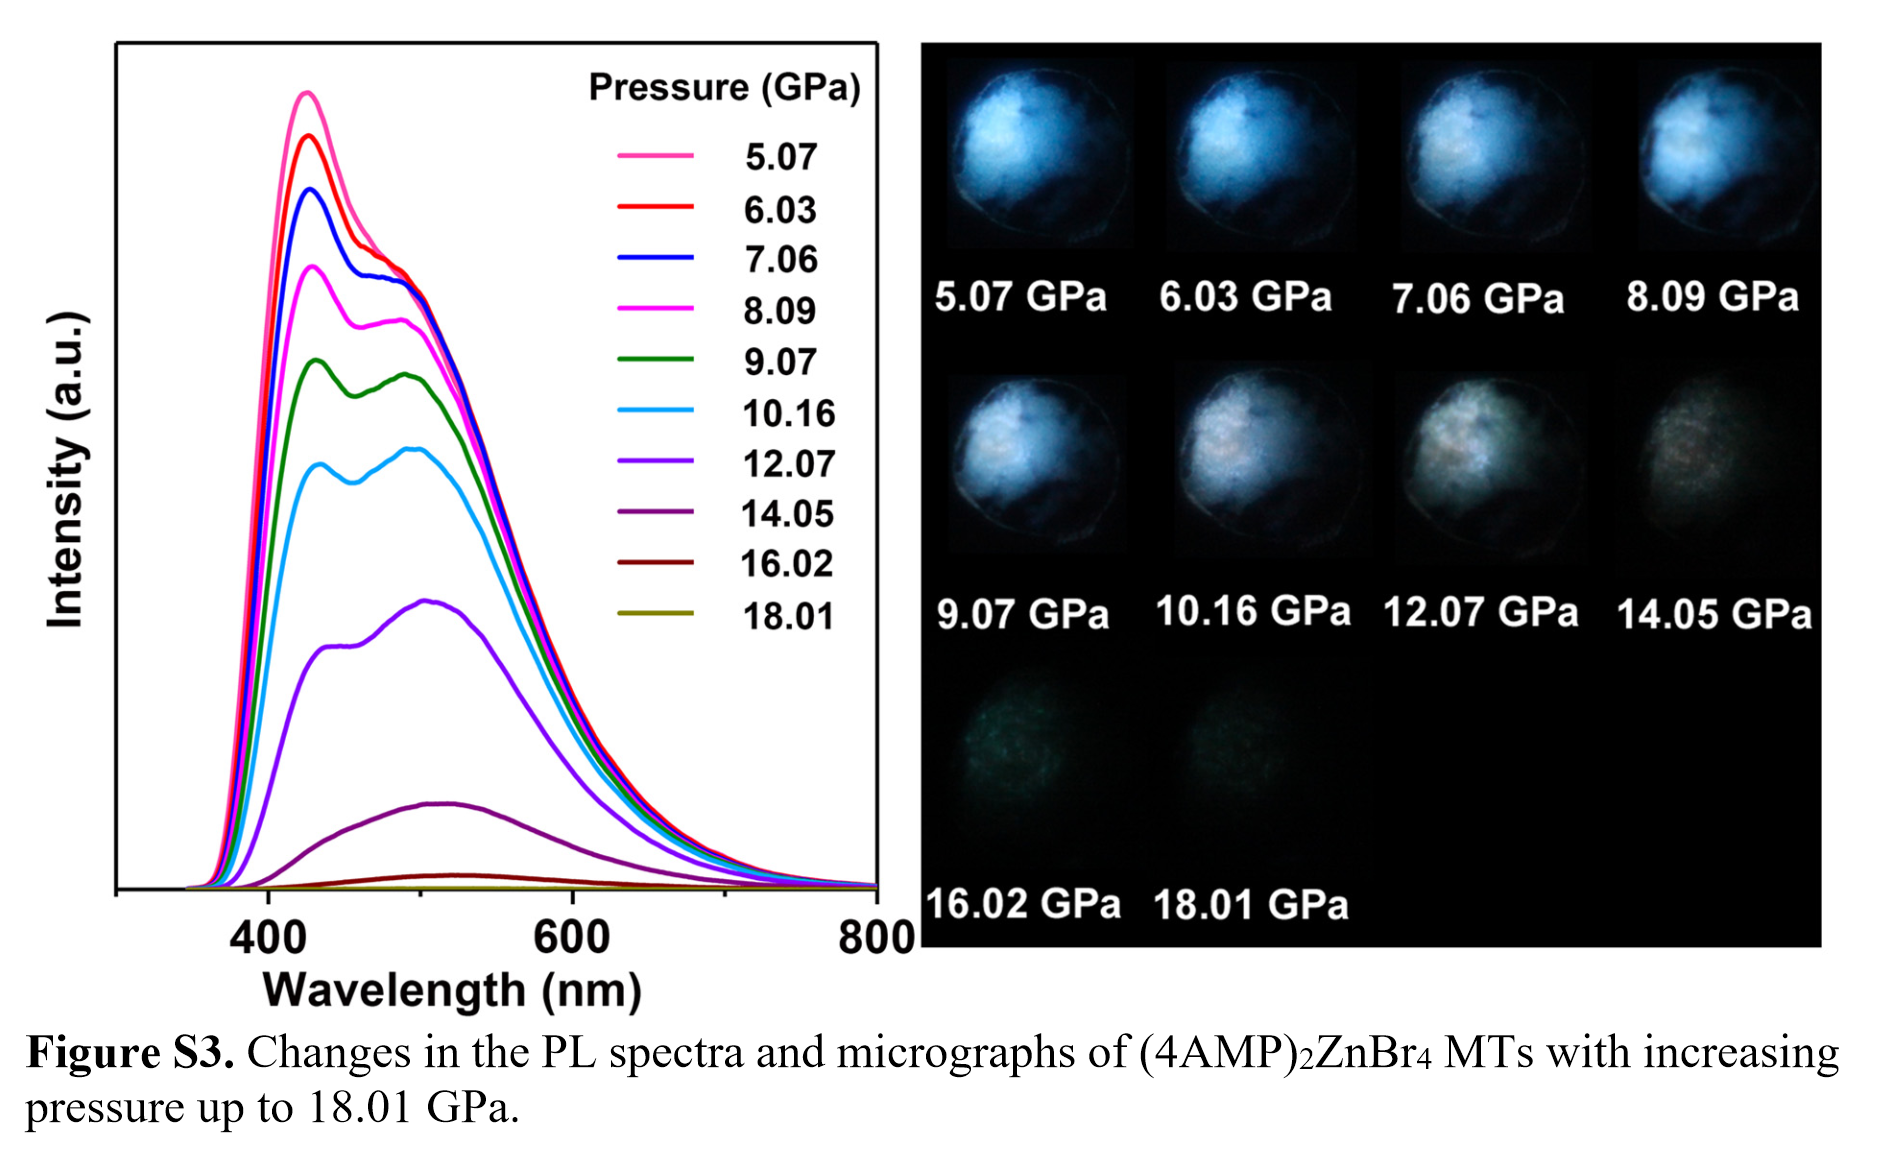 Pressure (GPa)
5.07
6.03
7.06
8.09
9.07
10.16
12.07
14.05
16.02
18.01
Intensity (a.u.)
400 600 800
Wavelength (nm)
5.07 GPa 6.03 GPa 7.06 GPa 8.09 GPa
9.07 GPa 10.16 GPa 12.07 GPa 14.05 GPa
16.02 GPa 18.01 GPa
Figure S3. Changes in the PL spectra and micrographs of (4AMP)₂ZnBr₄ MTs with increasing
pressure up to 18.01 GPa.